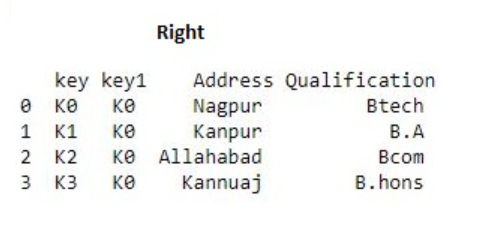 Right
key key1 Address Qualification
0 K0 K0 Nagpur Btech
1 K1 K0 Kanpur B.A
2 K2 K0 Allahabad Bcom
3 K3 K0 Kannuaj B.hons